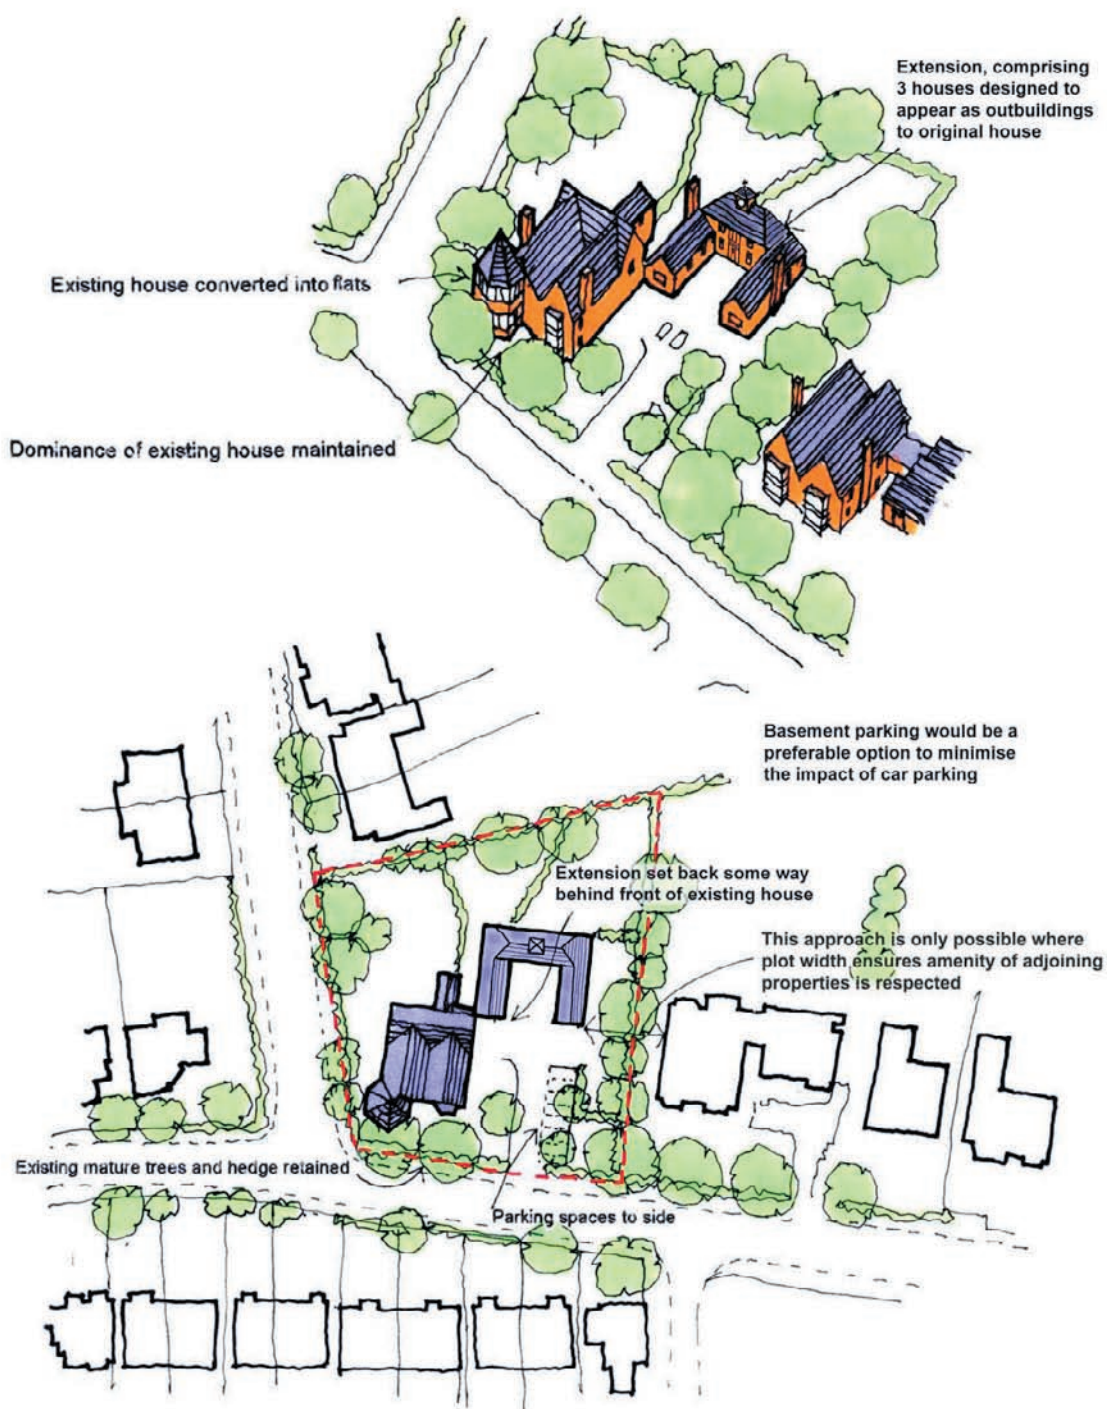 Extension, comprising
3 houses designed to
appear as outbuildings
to original house
Existing house converted into flats
Dominance of existing house maintained
Basement parking would be a
preferable option to minimise
the impact of car parking
Extension set back some way
behind front of existing house
This approach is only possible where
plot width ensures amenity of adjoining
properties is respected
Existing mature trees and hedge retained
Parking spaces to side